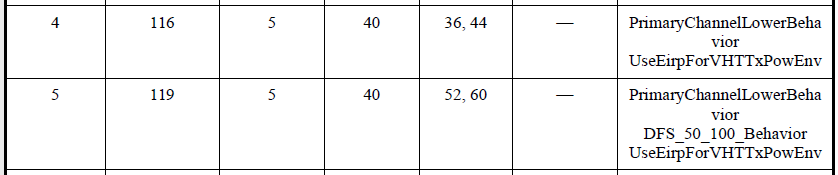 4 116 5 40 36, 44 — PrimaryChannelLowerBeha
vior
UseEirpForVHTTxPowEnv
5 119 5 40 52, 60 — PrimaryChannelLowerBeha
vior
DFS_50_100_Behavior
UseEirpForVHTTxPowEnv